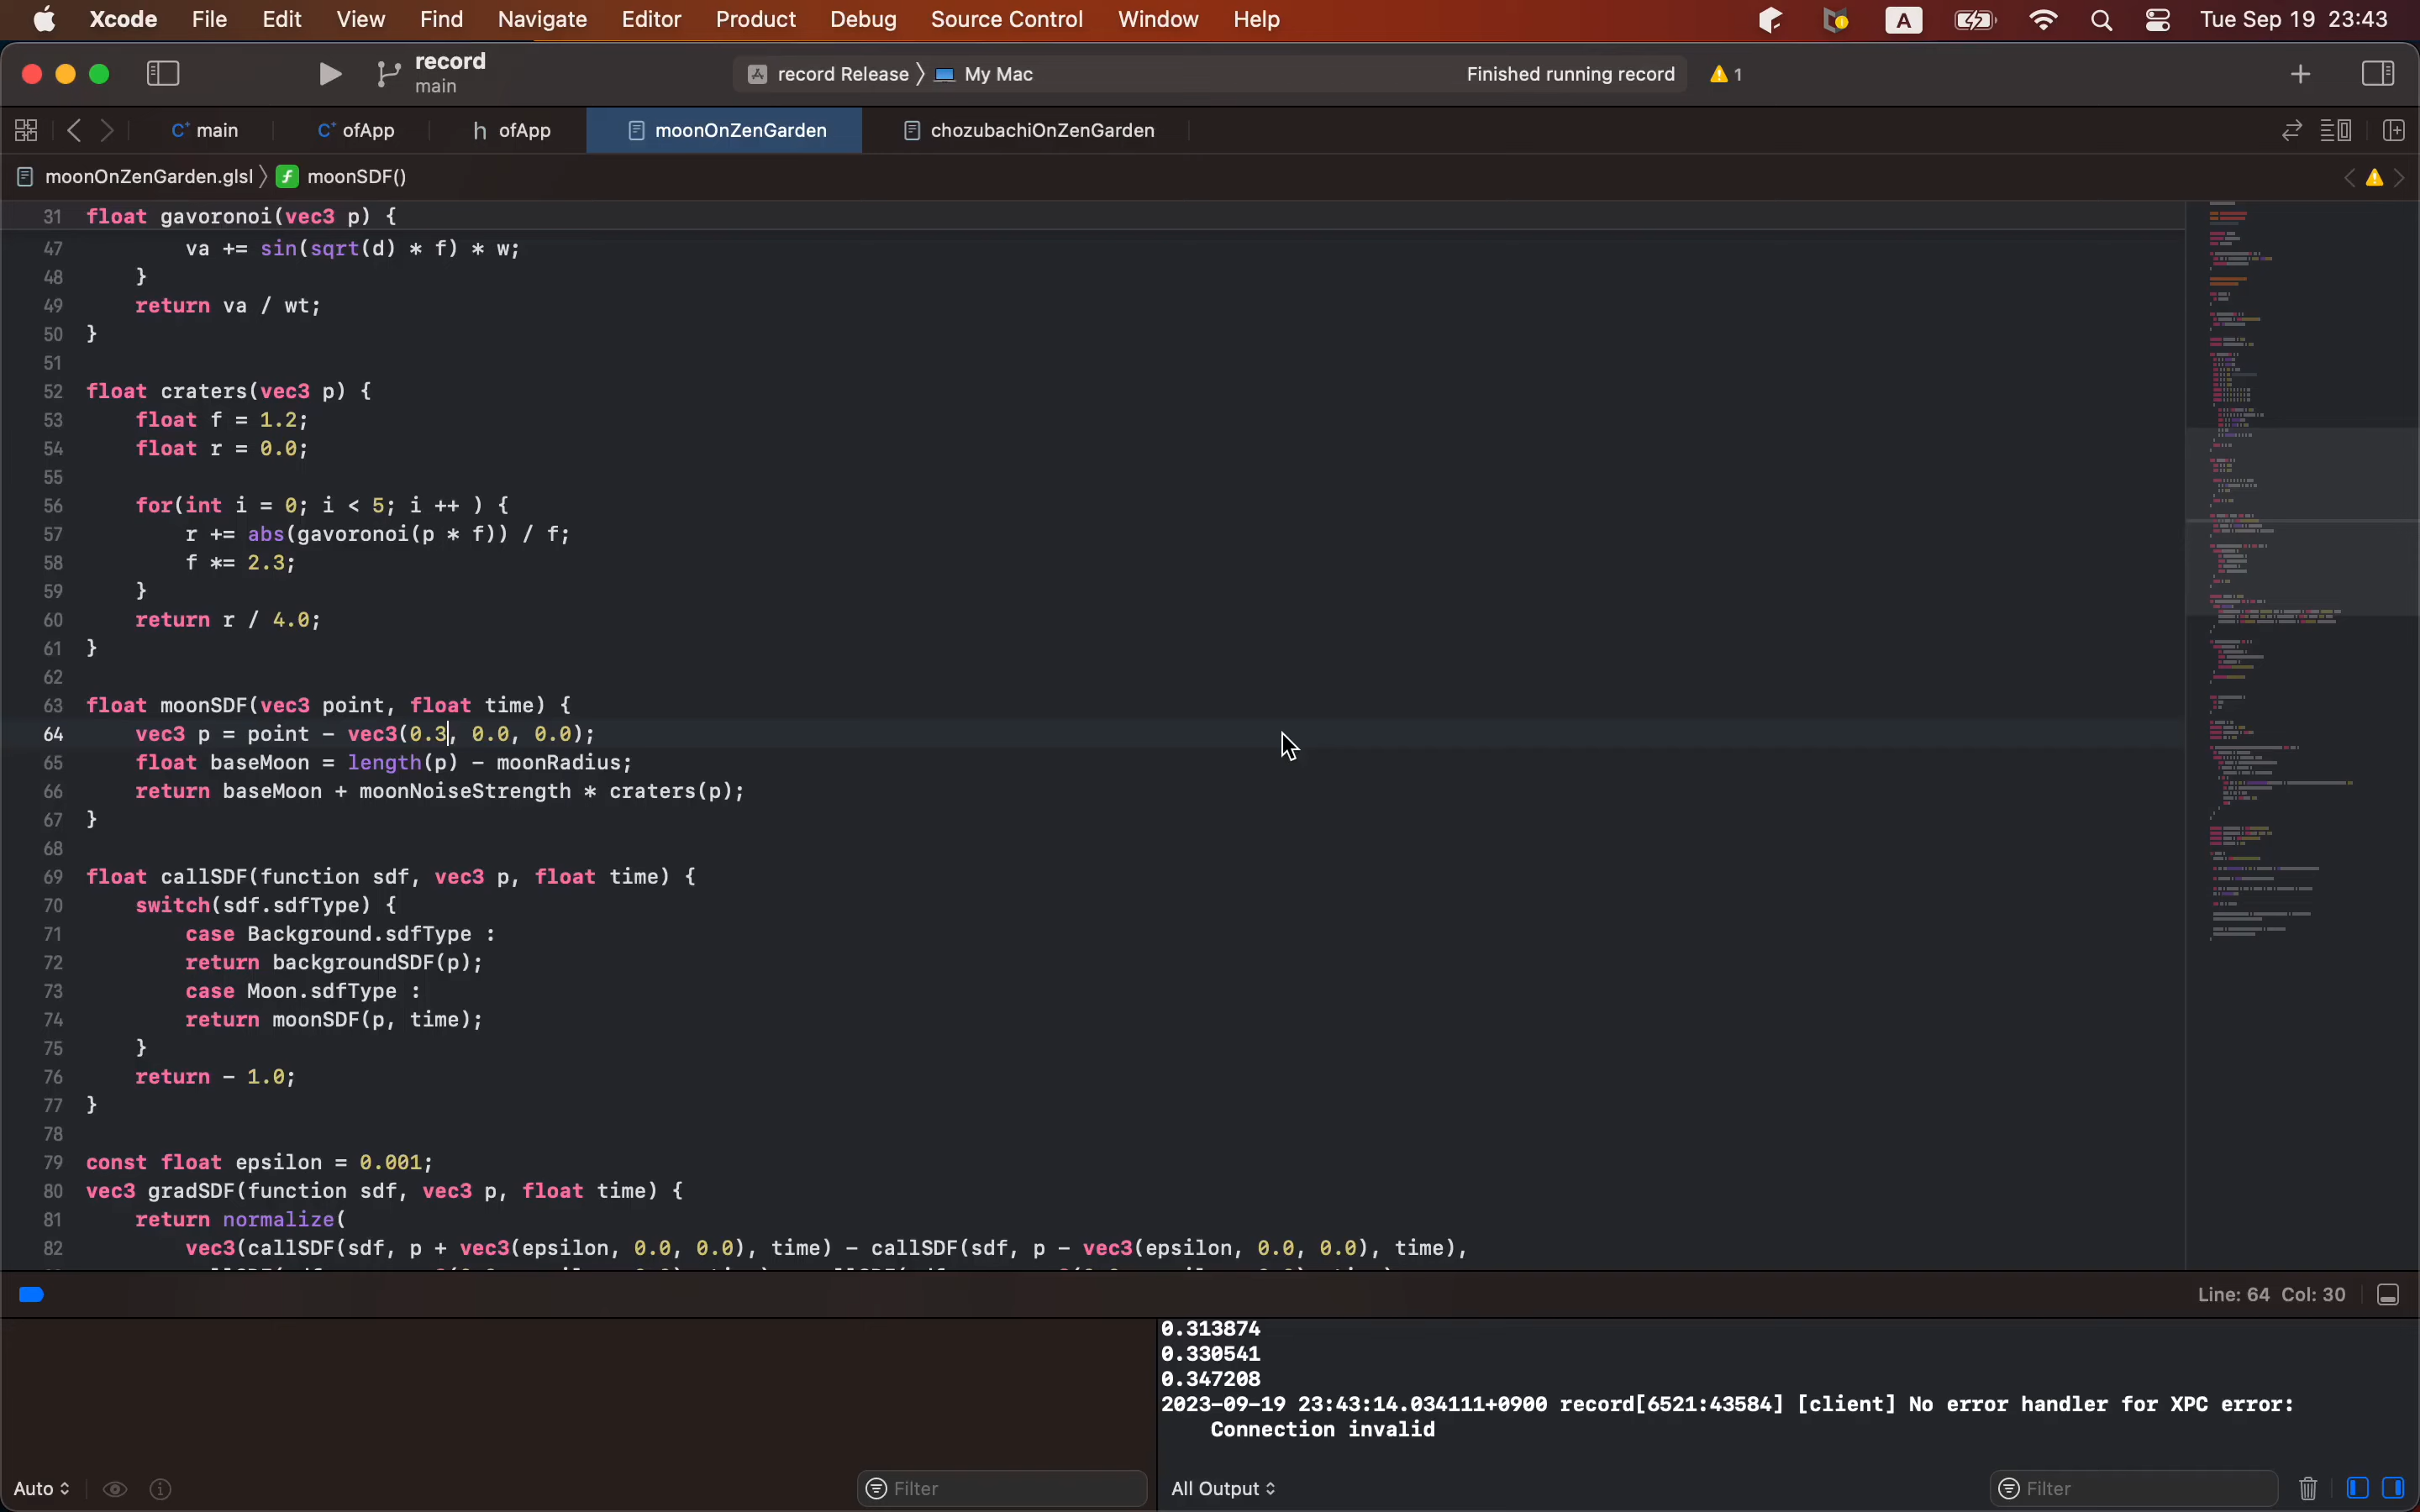 Xcode File Edit View Find Navigate Editor Product Debug Source Control Window Help A Tue Sep 19 23:43
record
main
record Release 〉 My Mac Finished running record 1
main ofApp h ofApp moonOnZenGarden chozubachiOnZenGarden
moonOnZenGarden.glsl 〉 f moonSDF()
31 float gavoronoi(vec3 p) {
47 va += sin(sqrt(d) * f) * w;
48 }
49 return va / wt;
50 }
51
52 float craters(vec3 p) {
53 float f = 1.2;
54 float r = 0.0;
55
56 for(int i = 0; i < 5; i ++ ) {
57 r += abs(gavoronoi(p * f)) / f;
58 f *= 2.3;
59 }
60 return r / 4.0;
61 }
62
63 float moonSDF(vec3 point, float time) {
64 vec3 p = point - vec3(0.3, 0.0, 0.0);
65 float baseMoon = length(p) - moonRadius;
66 return baseMoon + moonNoiseStrength * craters(p);
67 }
68
69 float callSDF(function sdf, vec3 p, float time) {
70 switch(sdf.sdfType) {
71 case Background.sdfType :
72 return backgroundSDF(p);
73 case Moon.sdfType :
74 return moonSDF(p, time);
75 }
76 return - 1.0;
77 }
78
79 const float epsilon = 0.001;
80 vec3 gradSDF(function sdf, vec3 p, float time) {
81 return normalize(
82 vec3(callSDF(sdf, p + vec3(epsilon, 0.0, 0.0), time) - callSDF(sdf, p - vec3(epsilon, 0.0, 0.0), time),
Line: 64 Col: 30
0.313874
0.330541
0.347208
2023-09-19 23:43:14.034111+0900 record[6521:43584] [client] No error handler for XPC error:
Connection invalid
Auto Filter All Output Filter